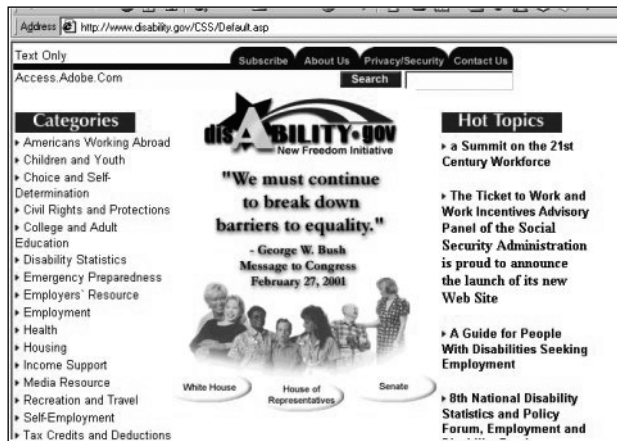 Address http://www.disability.gov/CSS/Default.asp
Text Only
Subscribe About Us Privacy/Security Contact Us
Access.Adobe.Com
Search
Categories
Americans Working Abroad
Children and Youth
Choice and Self-
Determination
Civil Rights and Protections
College and Adult
Education
Disability Statistics
Emergency Preparedness
Employers` Resource
Employment
Health
Housing
Income Support
Media Resource
Recreation and Travel
Self-Employment
Tax Credits and Deductions
disABILITY.gov
New Freedom Initiative
"We must continue
to break down
barriers to equality."
- George W. Bush
Message to Congress
February 27, 2001
White House
House of
Representatives
Senate
Hot Topics
a Summit on the 21st
Century Workforce
The Ticket to Work and
Work Incentives Advisory
Panel of the Social
Security Administration
is proud to announce
the launch of its new
Web Site
A Guide for People
With Disabilities Seeking
Employment
8th National Disability
Statistics and Policy
Forum, Employment and